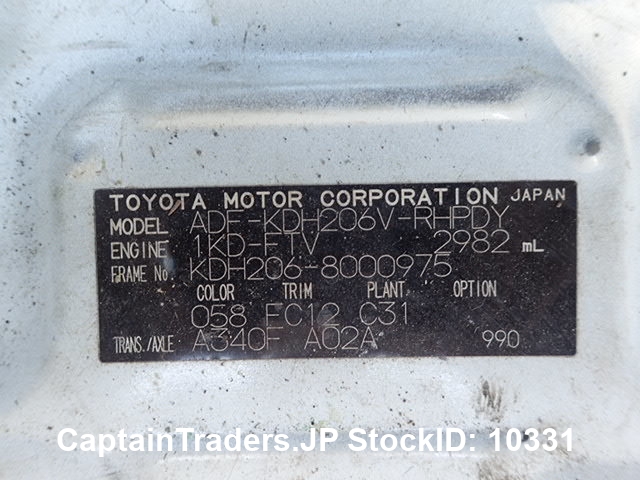 TOYOTA MOTOR CORPORATION JAPAN
MODEL ADF-KDH206V-RHPDY
ENGINE 1KD-FTV 2982 mL
FRAME No. KDH206-8000975
COLOR TRIM PLANT OPTION
058 FC12 C31
TRANS./AXLE A340F A02A 990
CaptainTraders.JP StockID: 10331